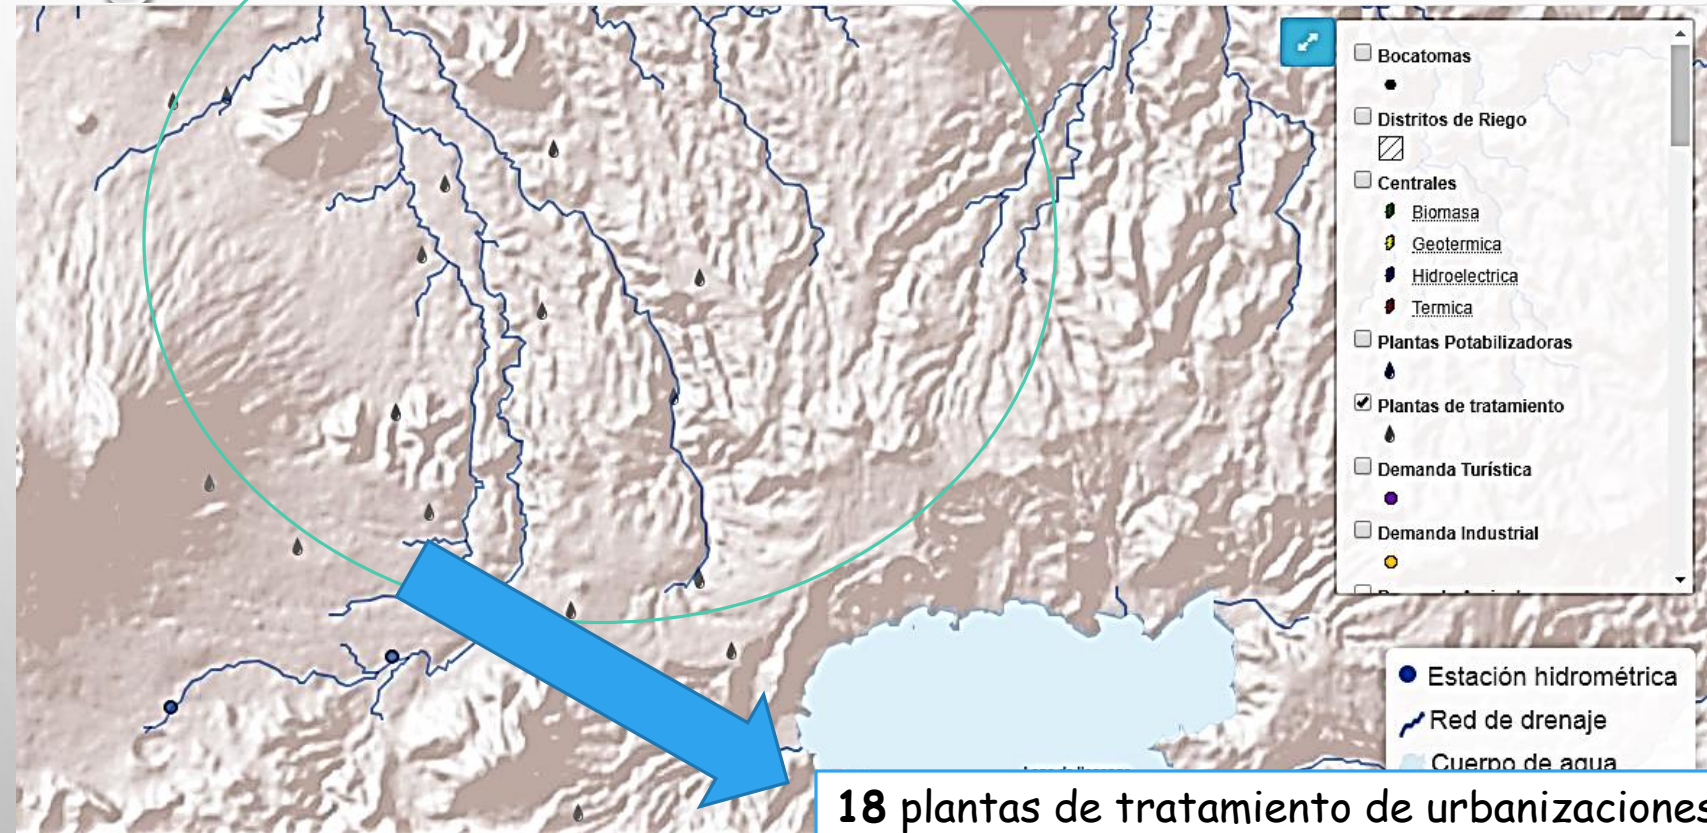 Bocatomas
Distritos de Riego
Centrales
Biomasa
Geotermica
Hidroelectrica
Termica
Plantas Potabilizadoras
Plantas de tratamiento
Demanda Turística
Demanda Industrial
Estación hidrométrica
Red de drenaje
Cuerpo de agua
18 plantas de tratamiento de urbanizaciones